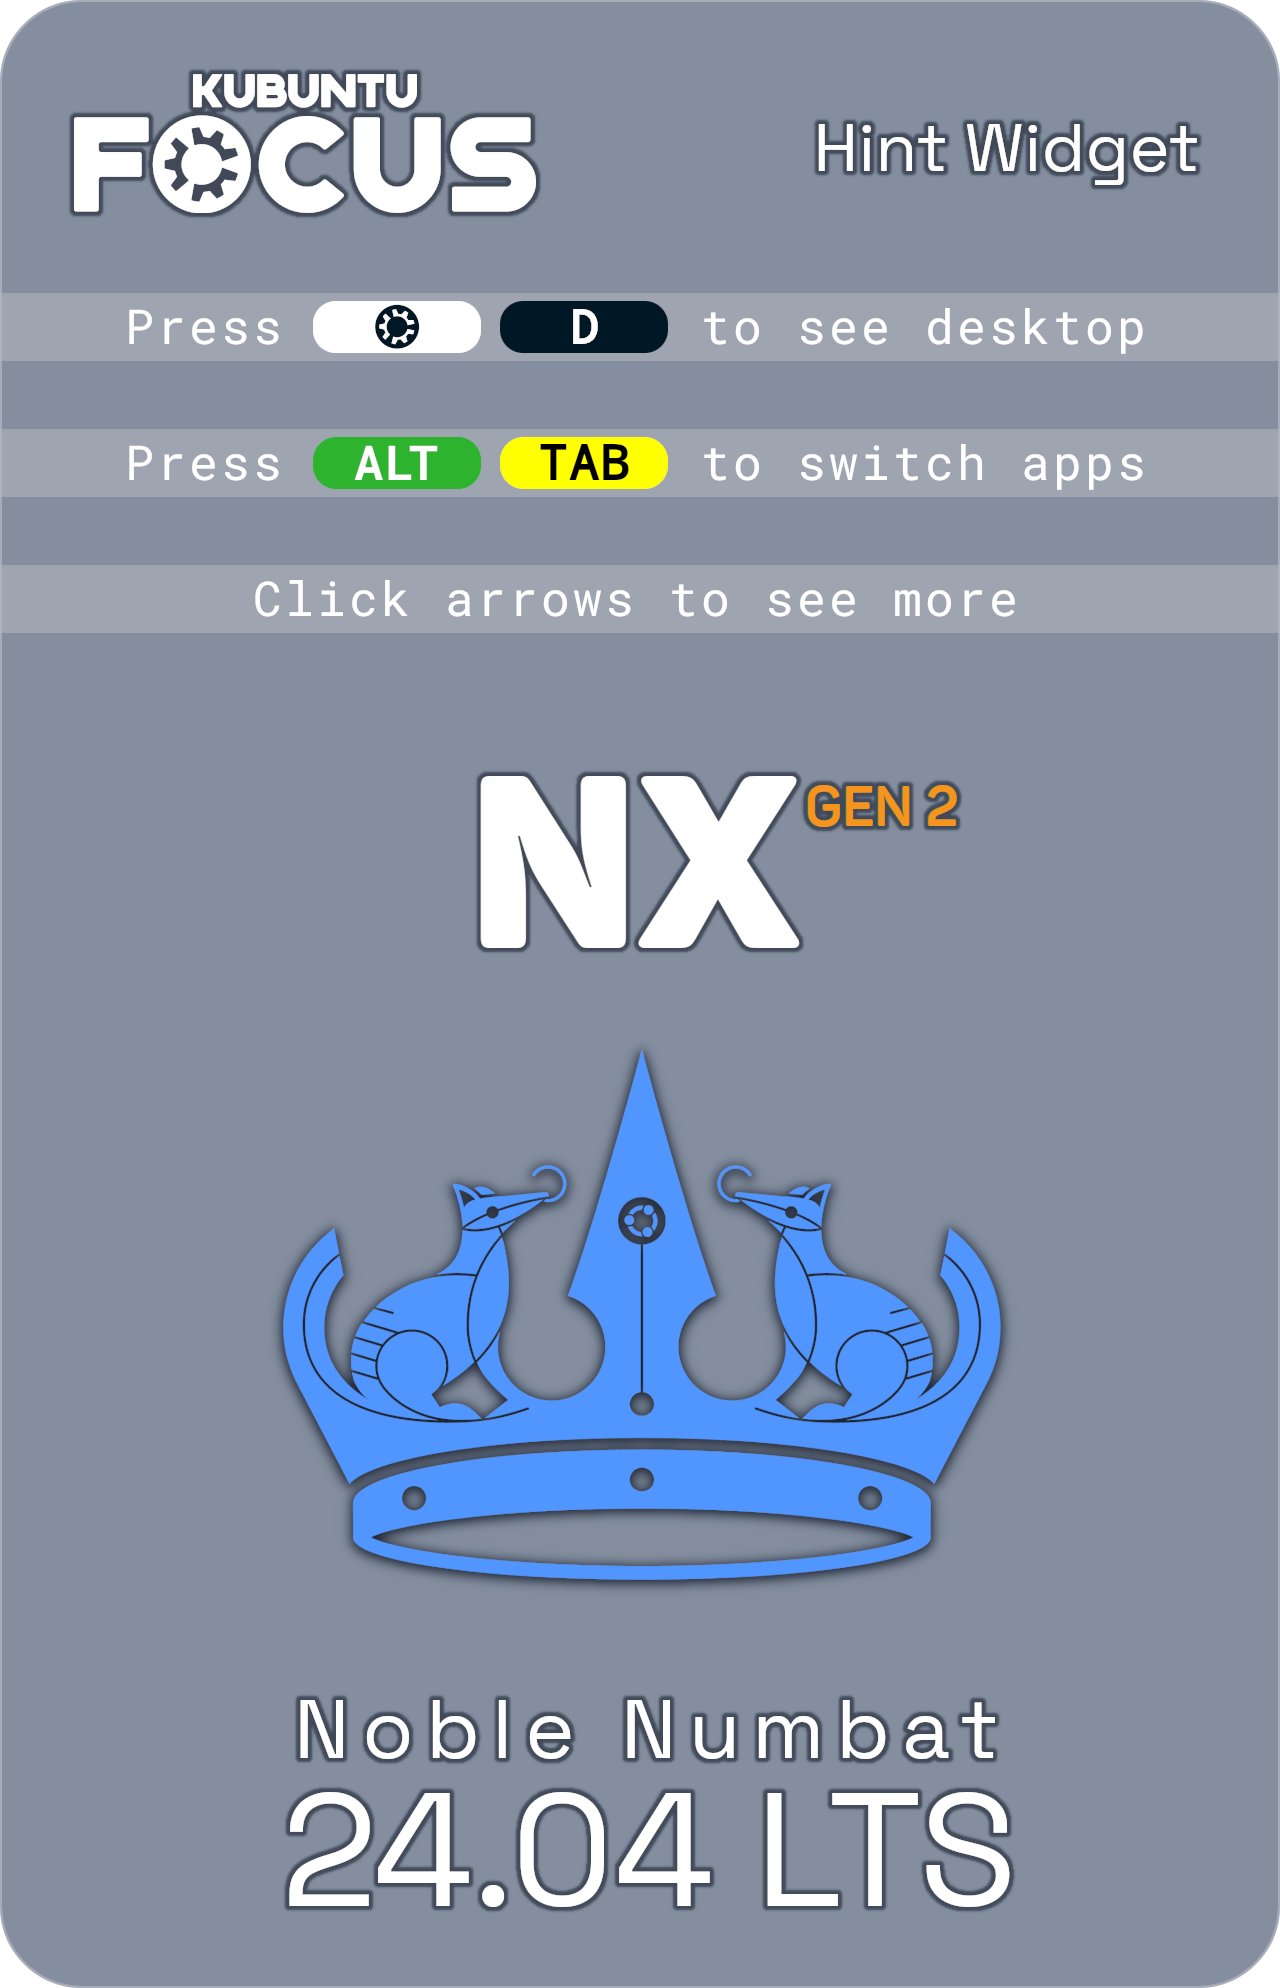 KUBUNTU
FOCUS
Hint Widget
Press D to see desktop
Press ALT TAB to switch apps
Click arrows to see more
NX GEN 2
Noble Numbat
24.04 LTS